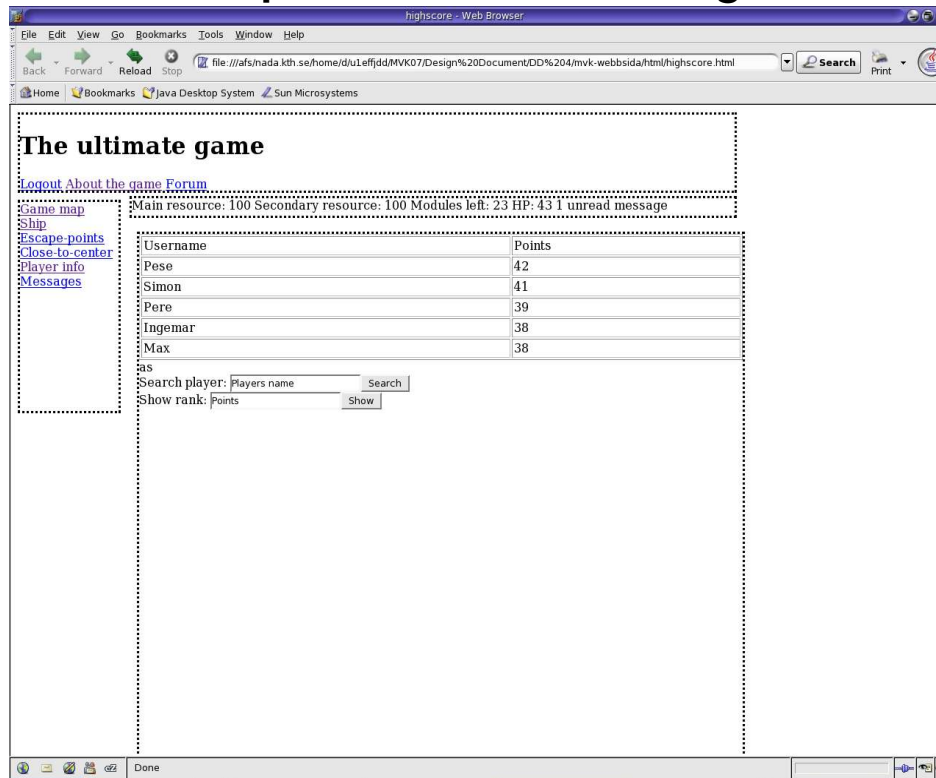 highscore - Web Browser
File Edit View Go Bookmarks Tools Window Help
Back Forward Reload Stop file:///afs/nada.kth.se/home/d/u1effjdd/MVK07/Design%20Document/DD%204/mvk-webbsida/html/highscore.html Search Print
Home Bookmarks Java Desktop System Sun Microsystems
The ultimate game
Logout About the game Forum
Main resource: 100 Secondary resource: 100 Modules left: 23 HP: 43 1 unread message
Game map
Ship
Escape-points
Close-to-center
Player info
Messages
Username Points
Pese 42
Simon 41
Pere 39
Ingemar 38
Max 38
as
Search player: Players name Search
Show rank: Points Show
Done